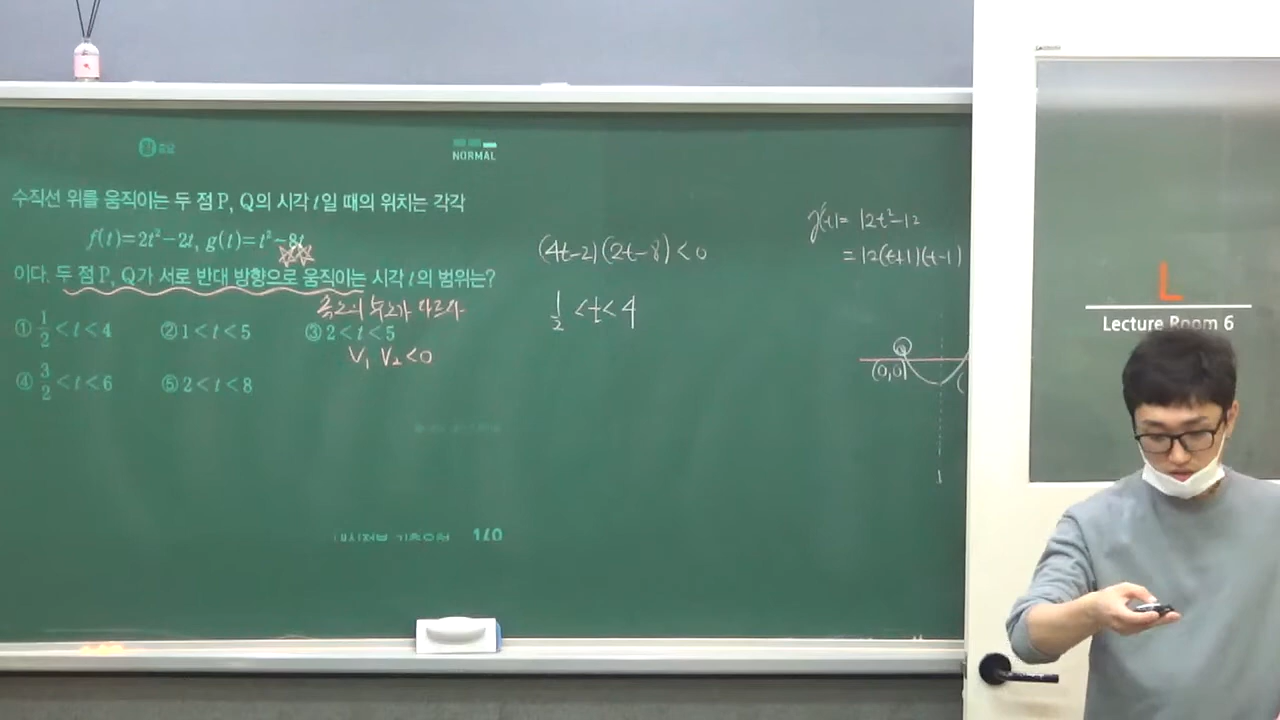 중요
NORMAL
수직선 위를 움직이는 두 점 P, Q의 시각 t일 때의 위치는 각각
f(t)=2t²-2t, g(t)=t²-8t
이다. 두 점 P, Q가 서로 반대 방향으로 움직이는 시각 t의 범위는?
속도의 부호가 다르다
① 1/2<t<4 ② 1<t<5 ③ 2<t<5
V₁ V₂<0
④ 3/2<t<6 ⑤ 2<t<8
(4t-2)(2t-8)<0
1/2<t<4
g'(t)=12t²-12
=12(t+1)(t-1)
(0,0)
L
Lecture Room 6